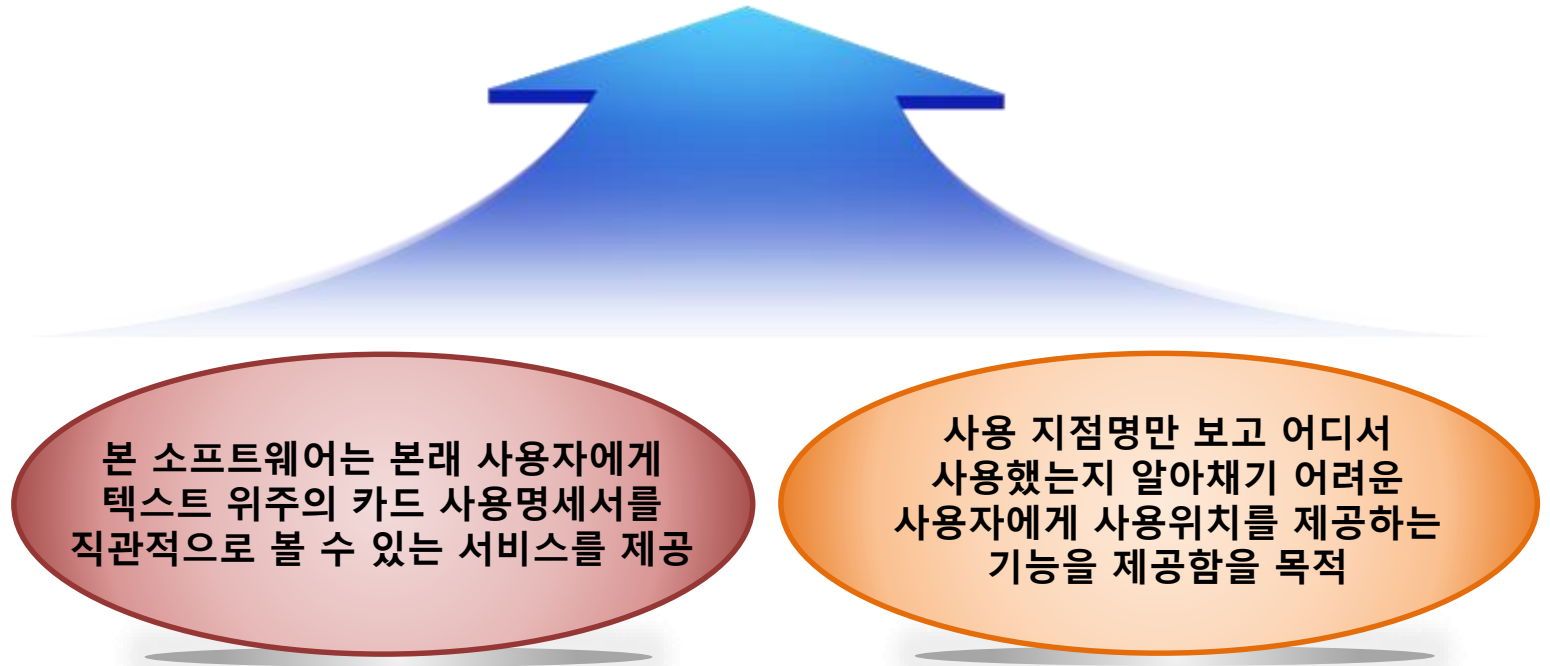 본 소프트웨어는 본래 사용자에게
텍스트 위주의 카드 사용명세서를
직관적으로 볼 수 있는 서비스를 제공
사용 지점명만 보고 어디서
사용했는지 알아채기 어려운
사용자에게 사용위치를 제공하는
기능을 제공함을 목적